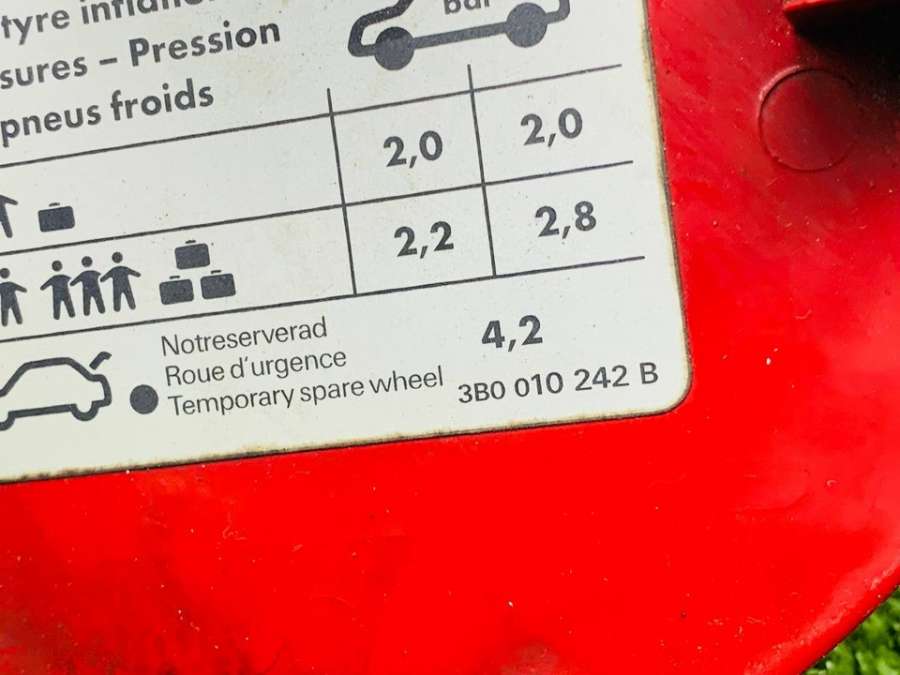 tyre
sures – Pression
pneus froids
bar
2,0 2,0
2,2 2,8
Notreserverad
Roue d'urgence 4,2
Temporary spare wheel 3B0 010 242 B